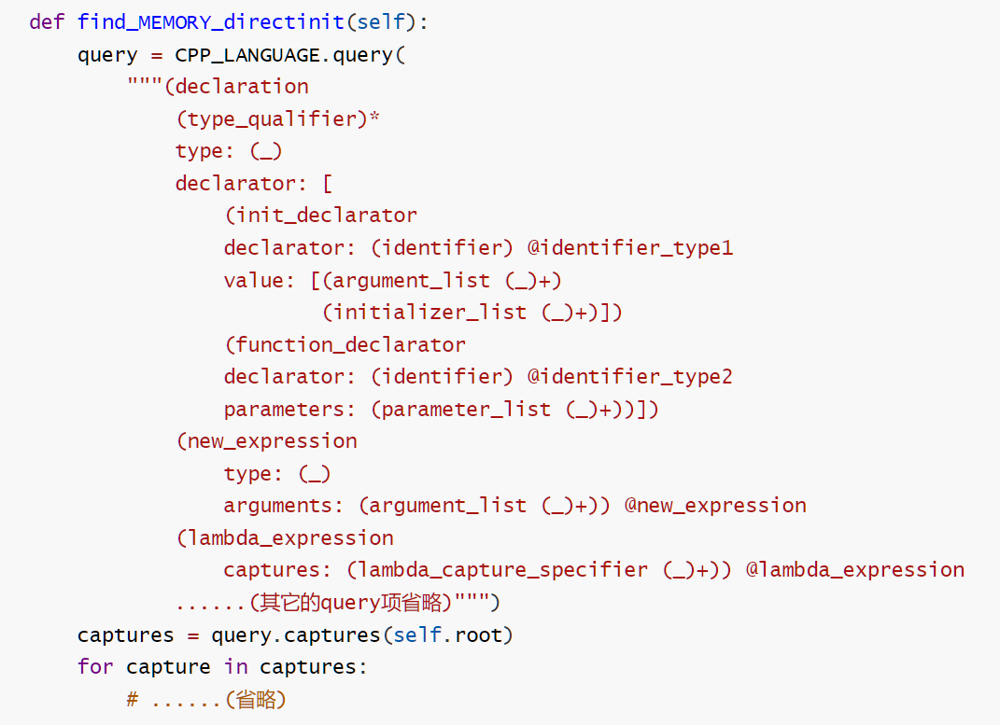 def find_MEMORY_directinit(self):
    query = CPP_LANGUAGE.query(
        """(declaration
            (type_qualifier)*
            type: (_)
            declarator: [
                (init_declarator
                declarator: (identifier) @identifier_type1
                value: [(argument_list (_)+)
                        (initializer_list (_)+)])
                (function_declarator
                declarator: (identifier) @identifier_type2
                parameters: (parameter_list (_)+))])
            (new_expression
                type: (_)
                arguments: (argument_list (_)+)) @new_expression
            (lambda_expression
                captures: (lambda_capture_specifier (_)+)) @lambda_expression
            ......(其它的query项省略)""")
    captures = query.captures(self.root)
    for capture in captures:
        # ......(省略)